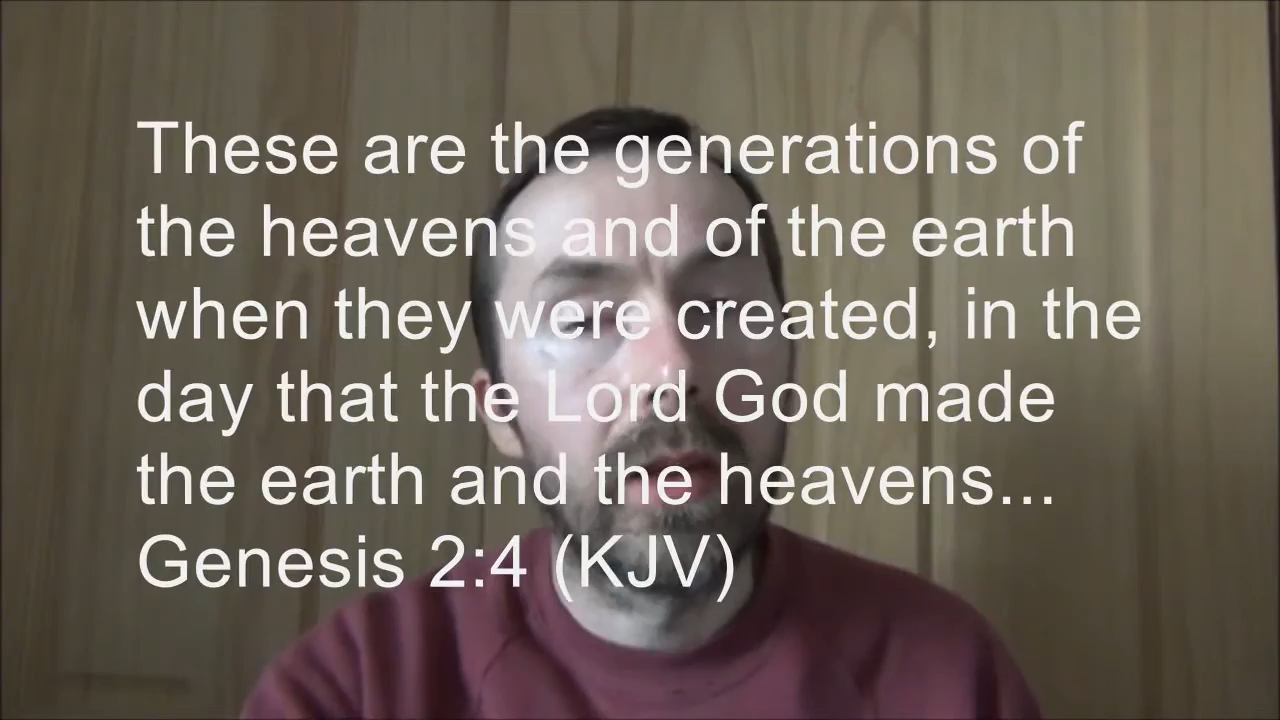 These are the generations of
the heavens and of the earth
when they were created, in the
day that the Lord God made
the earth and the heavens...
Genesis 2:4 (KJV)